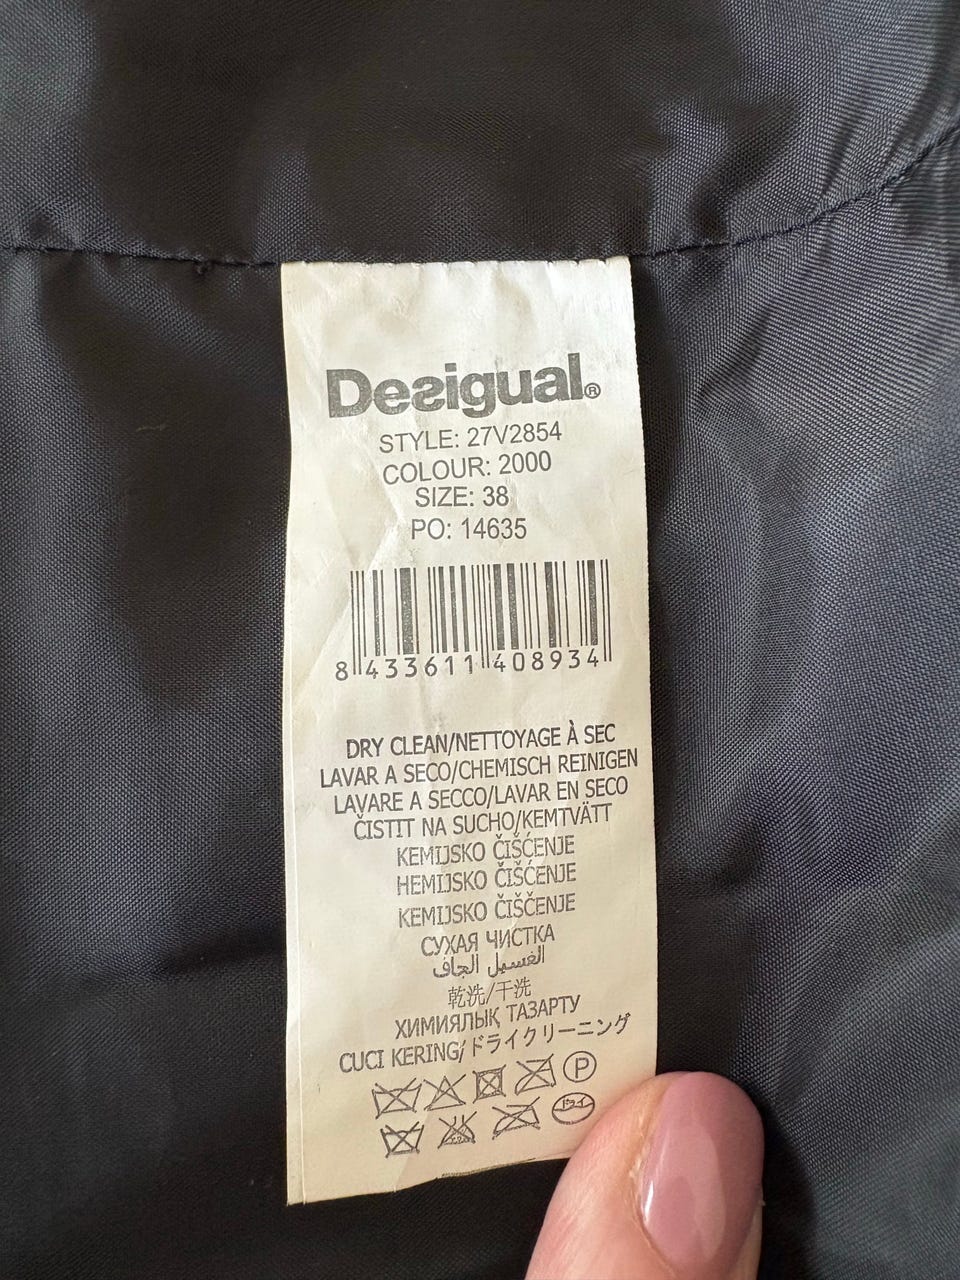 Desigual®
STYLE: 27V2854
COLOUR: 2000
SIZE: 38
PO: 14635
8 433611 408934
DRY CLEAN/NETTOYAGE À SEC
LAVAR A SECO/CHEMISCH REINIGEN
LAVARE A SECCO/LAVAR EN SECO
ČISTIT NA SUCHO/KEMTVÄTT
KEMIJSKO ČIŠĆENJE
HEMIJSKO ČIŠĆENJE
KEMIJSKO ČIŠČENJE
СУХАЯ ЧИСТКА
الغسيل الجاف
乾洗/干洗
ХИМИЯЛЫҚ ТАЗАРТУ
CUCI KERING/ドライクリーニング
P
ドライ